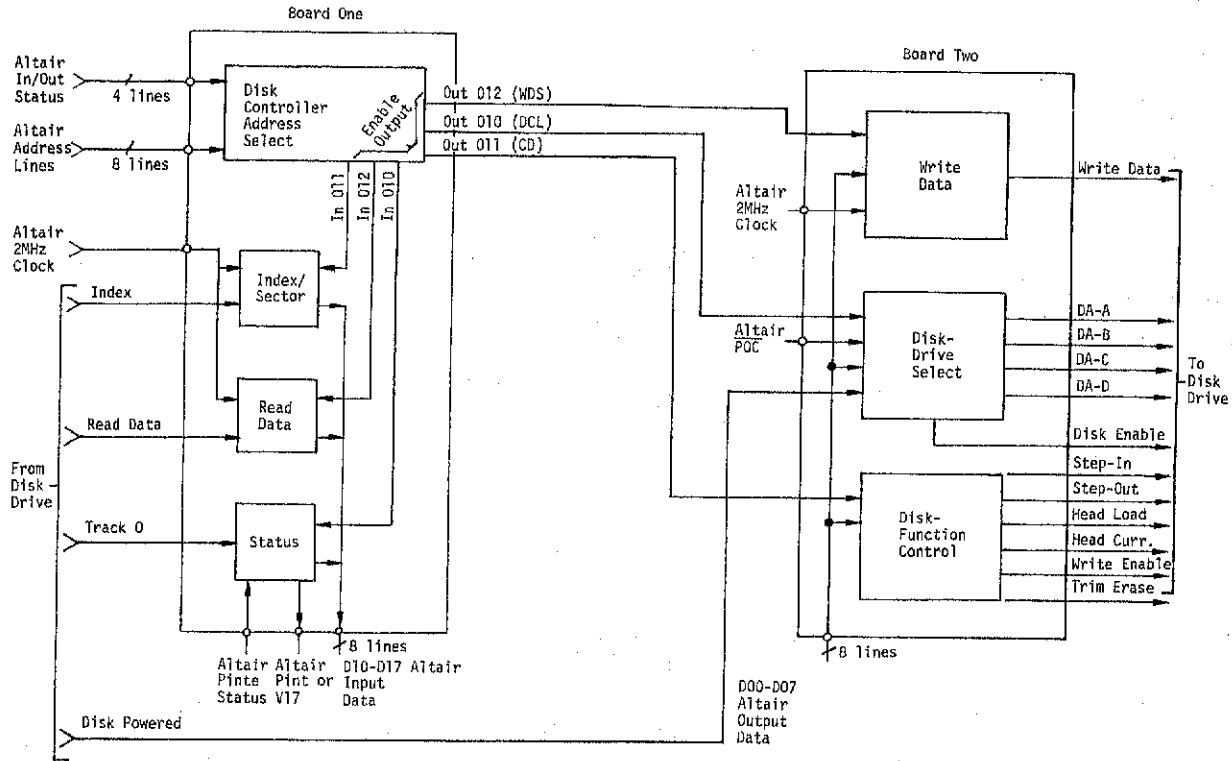 Board One
Altair
In/Out
Status
4 lines
Altair
Address
Lines
8 lines
Disk
Controller
Address
Select
Enable
Output
In 011
In 012
In 010
Out 012 (WDS)
Out 010 (DCL)
Out 011 (CD)
Altair
2MHz
Clock
Index
Index/
Sector
Read Data
Read
Data
From
Disk
Drive
Track 0
Status
Altair
Pinte
Status
Altair
Pint or
V17
8 lines
D10-D17 Altair
Input
Data
Disk Powered
Board Two
Write
Data
Write Data
Altair
2MHz
Clock
Altair
POC
Disk-
Drive
Select
DA-A
DA-B
DA-C
DA-D
To
Disk
Drive
Disk Enable
Disk-
Function
Control
Step-In
Step-Out
Head Load
Head Curr.
Write Enable
Trim Erase
8 lines
D00-D07
Altair
Output
Data